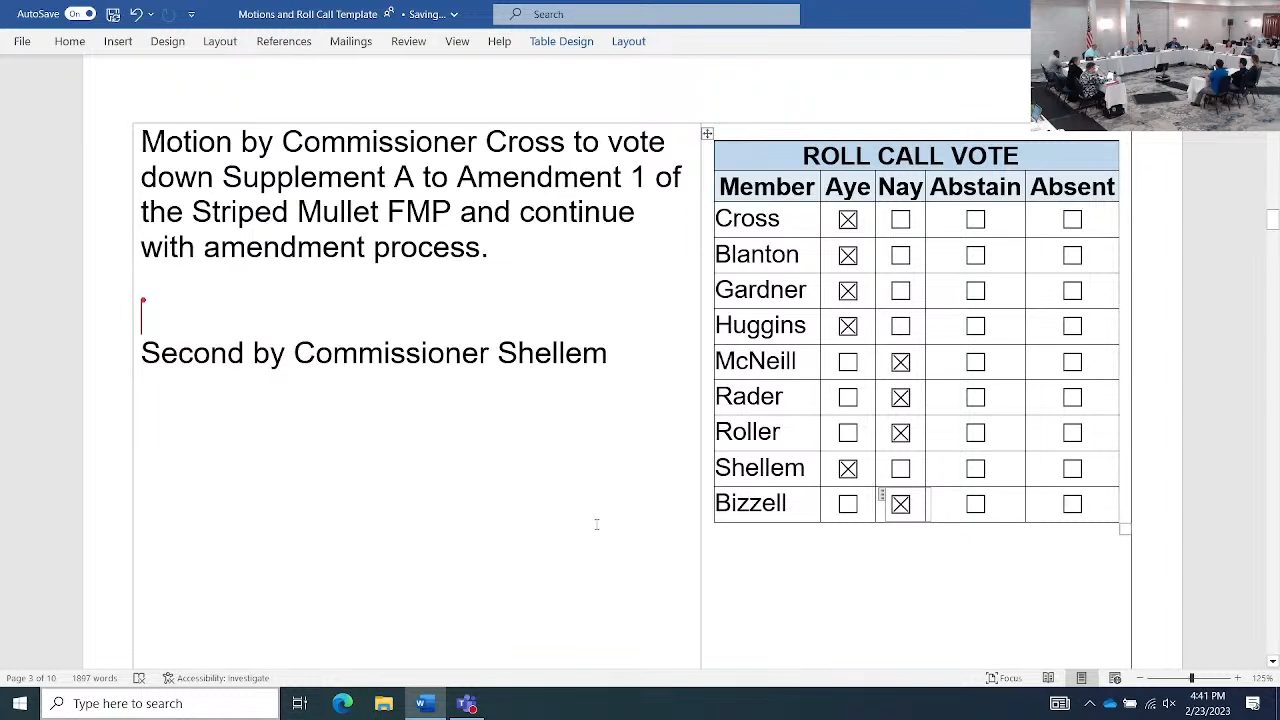 AutoSave On Motion and Roll Call Template • Saving... Search
File Home Insert Design Layout References Mailings Review View Help Table Design Layout
Motion by Commissioner Cross to vote
down Supplement A to Amendment 1 of
the Striped Mullet FMP and continue
with amendment process.
Second by Commissioner Shellem
ROLL CALL VOTE
Member Aye Nay Abstain Absent
Cross ☒ ☐ ☐ ☐
Blanton ☒ ☐ ☐ ☐
Gardner ☒ ☐ ☐ ☐
Huggins ☒ ☐ ☐ ☐
McNeill ☐ ☒ ☐ ☐
Rader ☐ ☒ ☐ ☐
Roller ☐ ☒ ☐ ☐
Shellem ☒ ☐ ☐ ☐
Bizzell ☐ ☒ ☐ ☐
Page 3 of 10 1897 words Accessibility: Investigate Focus 125%
Type here to search 4:41 PM
2/23/2023